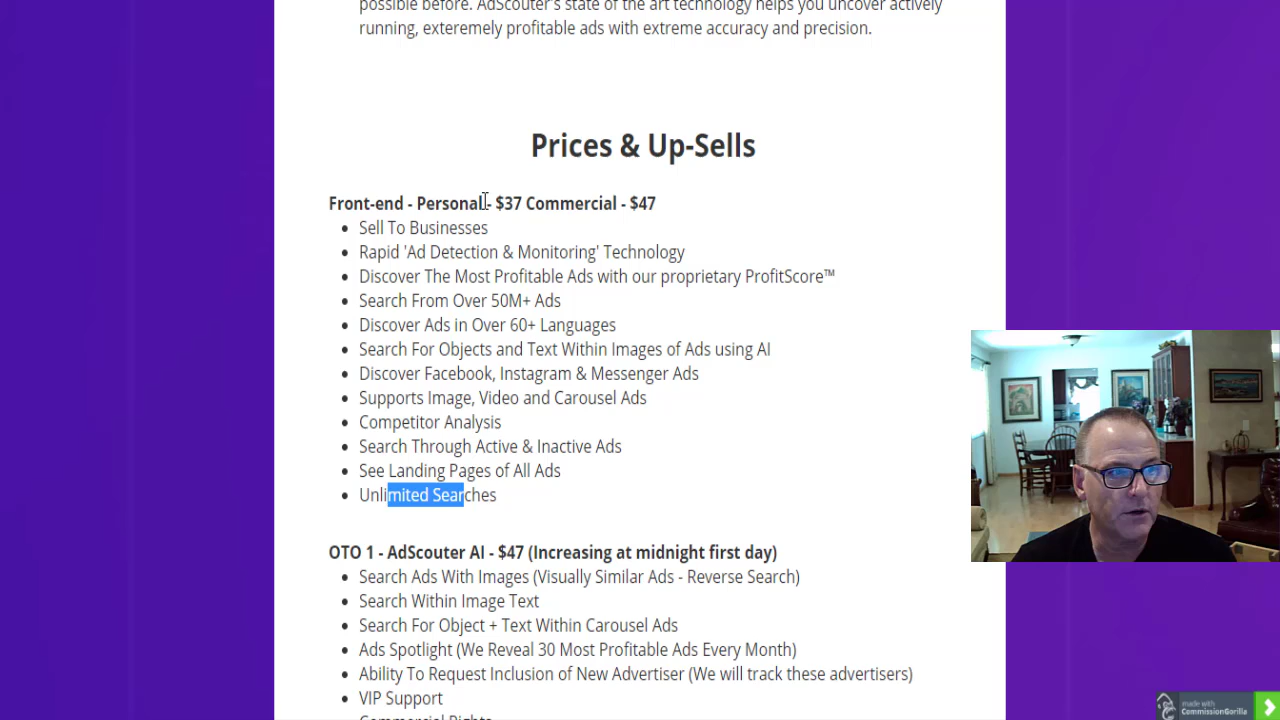 possible before. AdScouter's state of the art technology helps you uncover actively
running, exteremely profitable ads with extreme accuracy and precision.
Prices & Up-Sells
Front-end - Personal - $37 Commercial - $47
Sell To Businesses
Rapid 'Ad Detection & Monitoring' Technology
Discover The Most Profitable Ads with our proprietary ProfitScore™
Search From Over 50M+ Ads
Discover Ads in Over 60+ Languages
Search For Objects and Text Within Images of Ads using AI
Discover Facebook, Instagram & Messenger Ads
Supports Image, Video and Carousel Ads
Competitor Analysis
Search Through Active & Inactive Ads
See Landing Pages of All Ads
Unlimited Searches
OTO 1 - AdScouter AI - $47 (Increasing at midnight first day)
Search Ads With Images (Visually Similar Ads - Reverse Search)
Search Within Image Text
Search For Object + Text Within Carousel Ads
Ads Spotlight (We Reveal 30 Most Profitable Ads Every Month)
Ability To Request Inclusion of New Advertiser (We will track these advertisers)
VIP Support
Commercial Rights
made with
CommissionGorilla